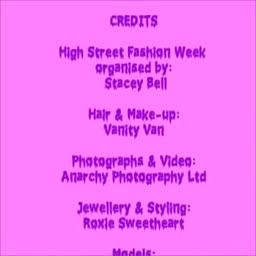 CREDITS
High Street Fashion Week
organised by:
Stacey Bell
Hair & Make-up:
Vanity Van
Photographs & Video:
Anarchy Photography Ltd
Jewellery & Styling:
Roxie Sweetheart
Models: